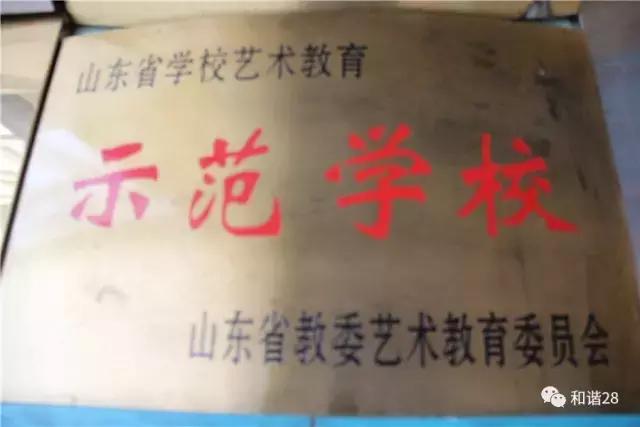 山东省学校艺术教育
示范学校
山东省教委艺术教育委员会
和谐28